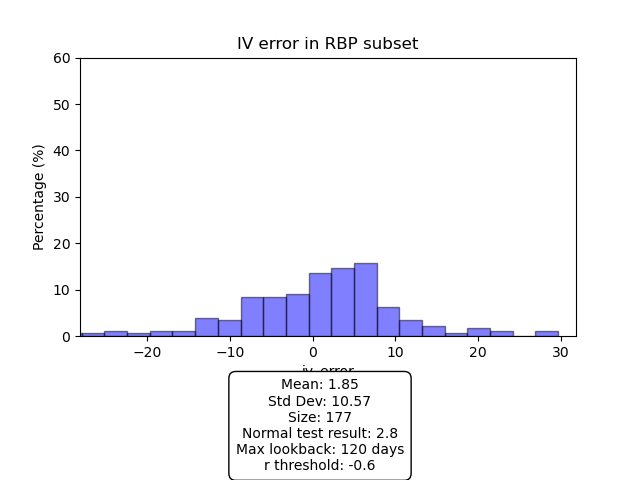 IV error in RBP subset
60
50
40
30
20
10
0
Percentage (%)
−20
−10
0
10
20
30
iv_error
Mean: 1.85
Std Dev: 10.57
Size: 177
Normal test result: 2.8
Max lookback: 120 days
r threshold: -0.6